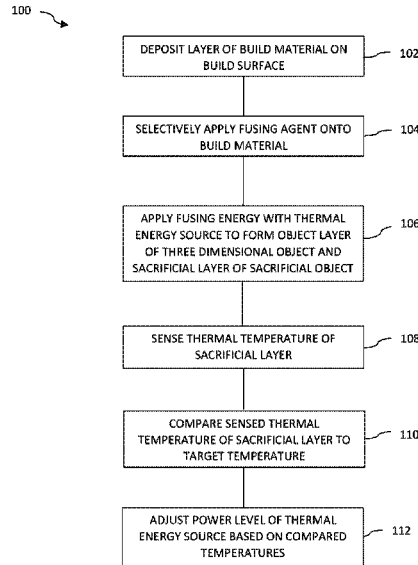 100
DEPOSIT LAYER OF BUILD MATERIAL ON
BUILD SURFACE
102
SELECTIVELY APPLY FUSING AGENT ONTO
BUILD MATERIAL
104
APPLY FUSING ENERGY WITH THERMAL
ENERGY SOURCE TO FORM OBJECT LAYER
OF THREE DIMENSIONAL OBJECT AND
SACRIFICIAL LAYER OF SACRIFICIAL OBJECT
106
SENSE THERMAL TEMPERATURE OF
SACRIFICIAL LAYER
108
COMPARE SENSED THERMAL
TEMPERATURE OF SACRIFICIAL LAYER TO
TARGET TEMPERATURE
110
ADJUST POWER LEVEL OF THERMAL
ENERGY SOURCE BASED ON COMPARED
TEMPERATURES
112